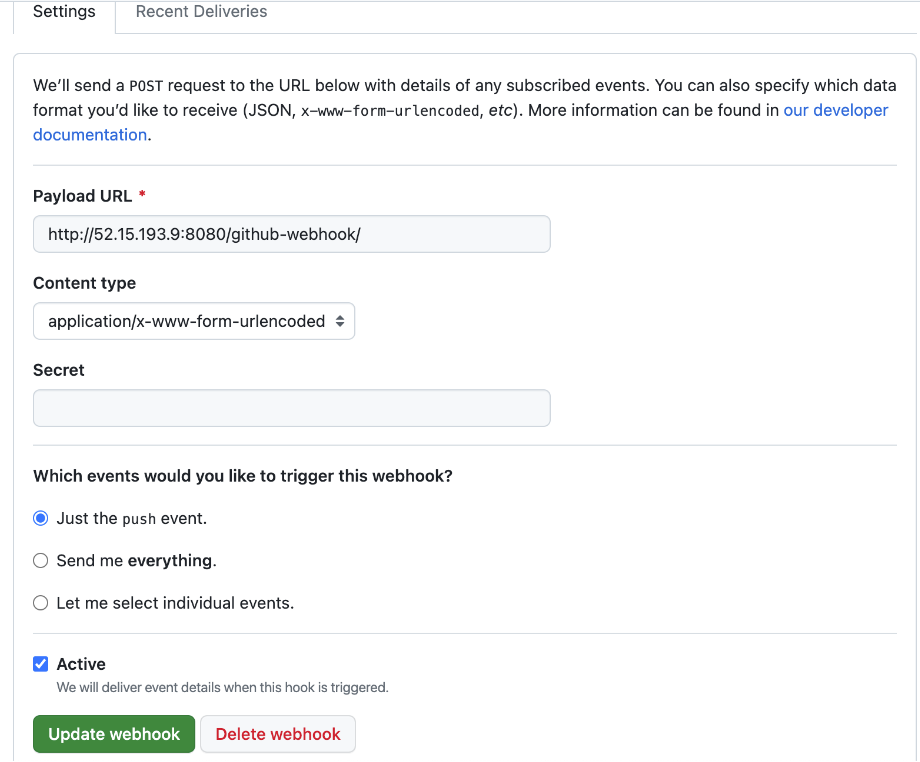 Settings
Recent Deliveries
We’ll send a POST request to the URL below with details of any subscribed events. You can also specify which data
format you’d like to receive (JSON, x-www-form-urlencoded, etc). More information can be found in our developer
documentation.
Payload URL *
http://52.15.193.9:8080/github-webhook/
Content type
application/x-www-form-urlencoded
Secret
Which events would you like to trigger this webhook?
Just the push event.
Send me everything.
Let me select individual events.
Active
We will deliver event details when this hook is triggered.
Update webhook
Delete webhook